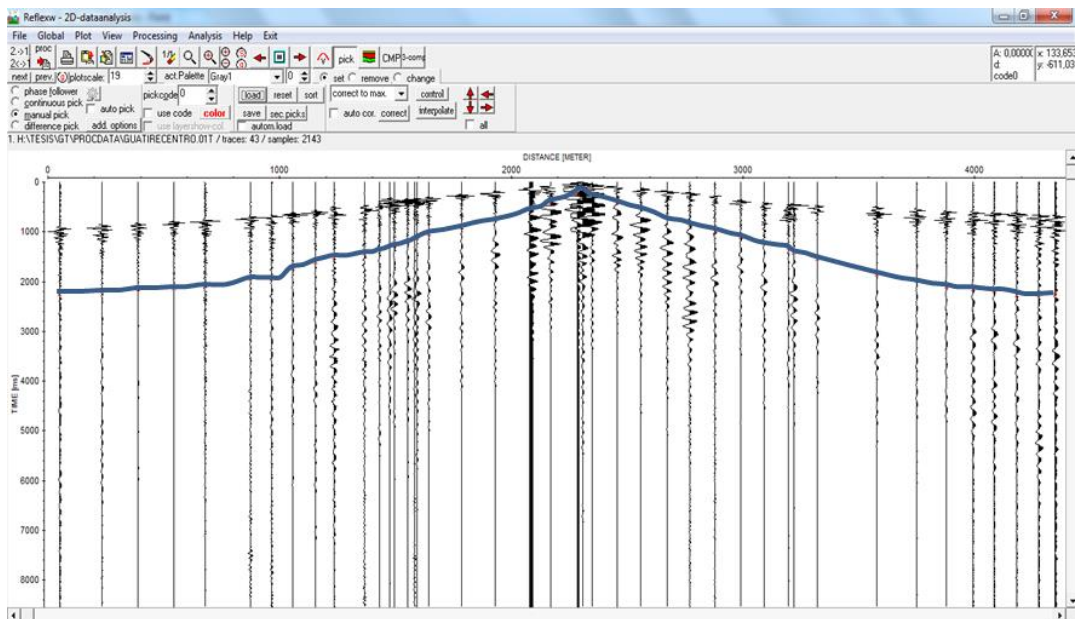 Reflexw - 2D-dataanalysis
File Global Plot View Processing Analysis Help Exit
2.->1 proc CMP 3-comp pick A: 0,00000 x: 133,653
2<->1 d: y: -611,03
next prev. plotscale: 19 act.Palette Gray1 0 set remove change code0
phase follower pickcode 0 load reset sort correct to max. control
continuous pick auto pick
manual pick use code color save sec.picks auto cor. correct interpolate
difference pick add. options use layershow-col. autom.load all
1. H:\TESIS\GT\PROCDATA\GUATIRECENTRO.01T / traces: 43 / samples: 2143
DISTANCE [METER]
0 1000 2000 3000 4000
0
1000
2000
3000
4000
5000
6000
7000
8000
TIME [ms]